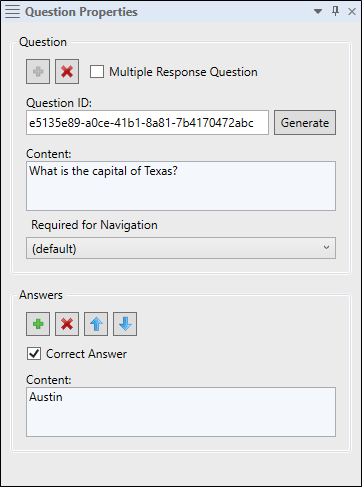 Question Properties
Question
Multiple Response Question
Question ID:
e5135e89-a0ce-41b1-8a81-7b4170472abc
Generate
Content:
What is the capital of Texas?
Required for Navigation
(default)
Answers
Correct Answer
Content:
Austin